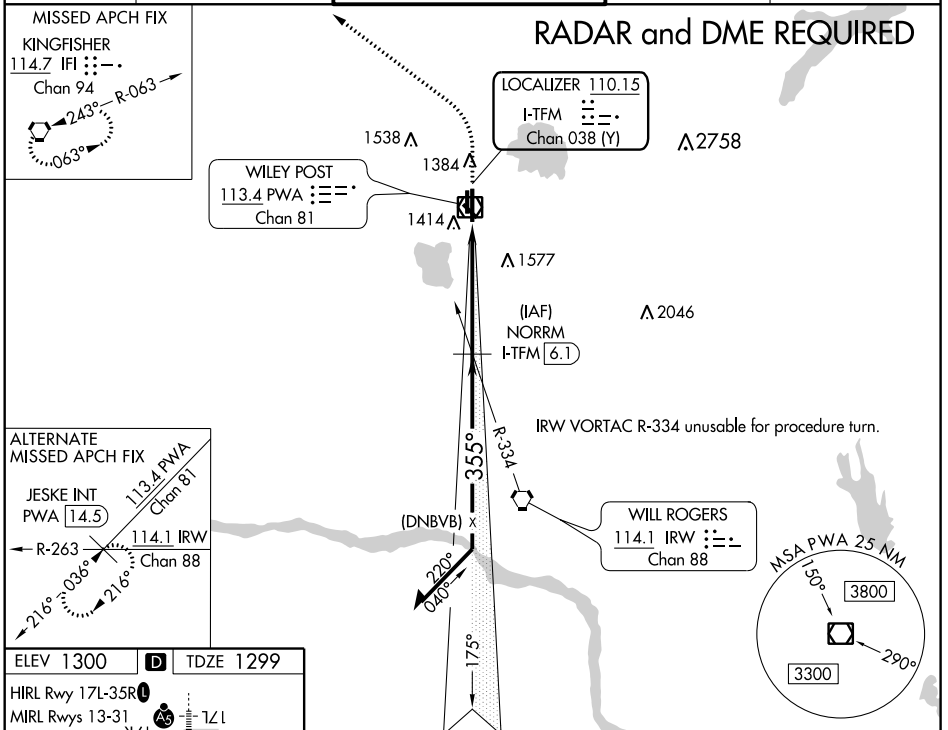 MISSED APCH FIX
KINGFISHER
114.7 IFI
Chan 94
R-063
243°
063°
RADAR and DME REQUIRED
LOCALIZER 110.15
I-TFM
Chan 038 (Y)
1538
1384
2758
WILEY POST
113.4 PWA
Chan 81
1414
1577
(IAF)
NORRM
I-TFM 6.1
2046
IRW VORTAC R-334 unusable for procedure turn.
R-334
355°
ALTERNATE
MISSED APCH FIX
JESKE INT
PWA 14.5
113.4 PWA
Chan 81
R-263
114.1 IRW
Chan 88
036°
216°
216°
(DNBVB) X
WILL ROGERS
114.1 IRW
Chan 88
220°
040°
175°
MSA PWA 25 NM
150°
3800
290°
3300
ELEV 1300 D TDZE 1299
HIRL Rwy 17L-35R L
MIRL Rwys 13-31
A5
17L